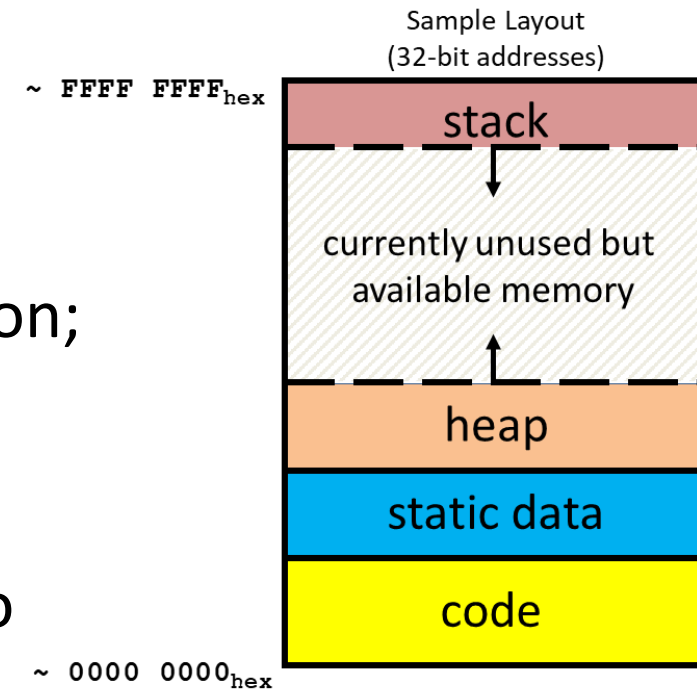 Sample Layout
(32-bit addresses)
~ FFFF FFFFhex
stack
currently unused but
available memory
on;
heap
static data
code
~ 0000 0000hex